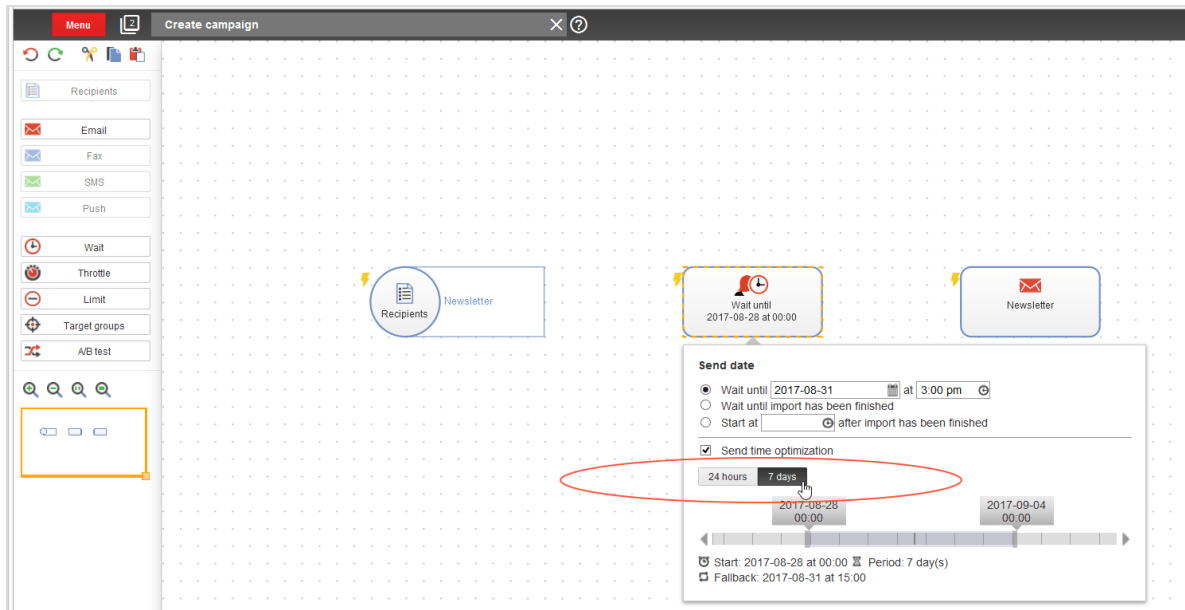 Menu
2
Create campaign
Recipients
Email
Fax
SMS
Push
Wait
Throttle
Limit
Target groups
A/B test
Recipients
Newsletter
Wait until
2017-08-28 at 00:00
Newsletter
Send date
Wait until 2017-08-31 at 3:00 pm
Wait until import has been finished
Start at after import has been finished
Send time optimization
24 hours 7 days
2017-08-28 2017-09-04
00:00 00:00
Start: 2017-08-28 at 00:00 Period: 7 day(s)
Fallback: 2017-08-31 at 15:00